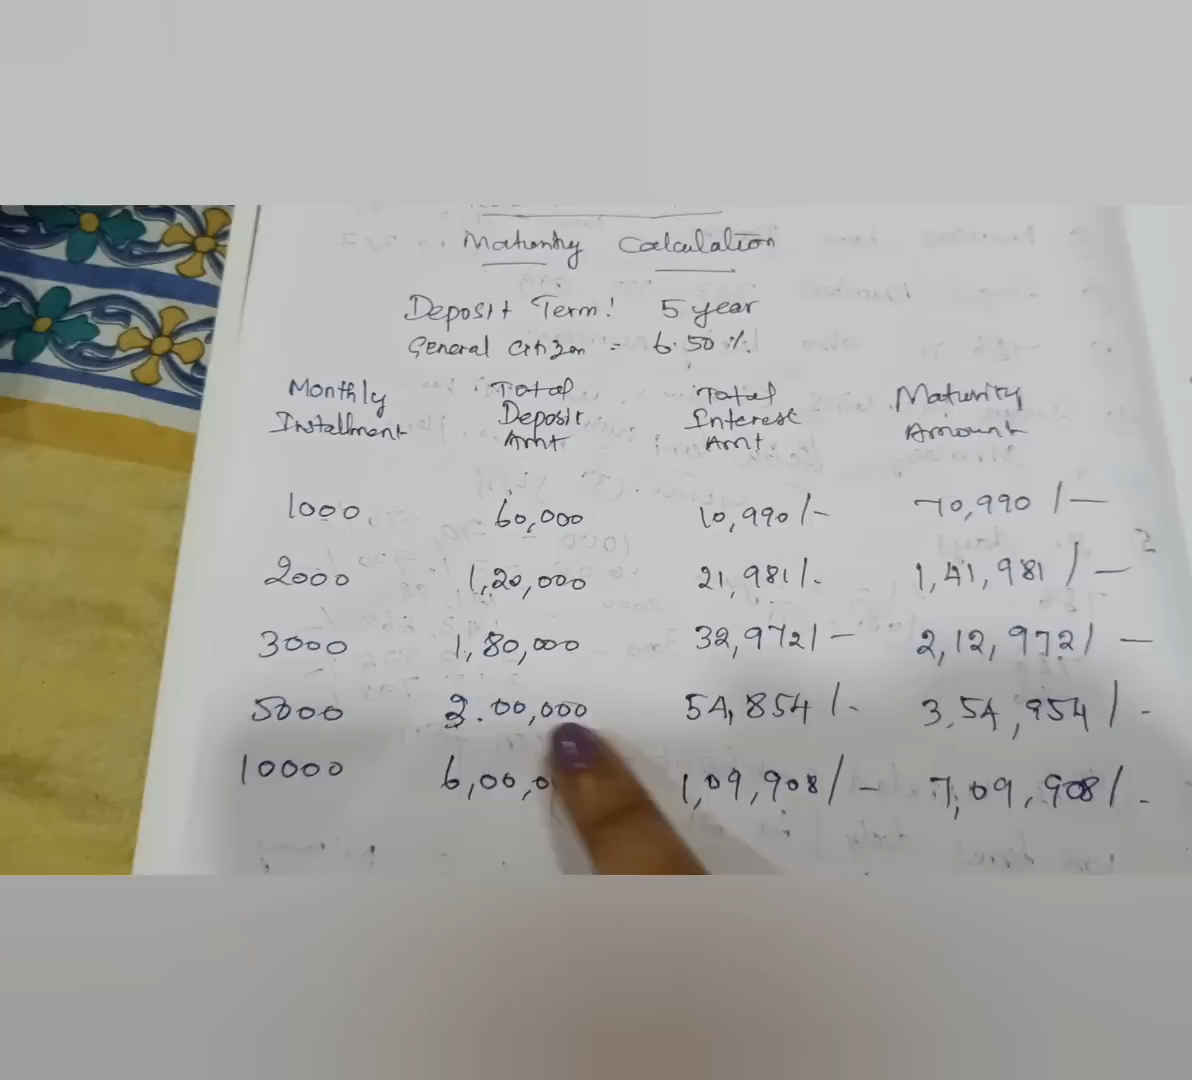 Maturity Calculation
Deposit Term: 5 year
General Citizen = 6.50%.
Monthly Installment Total Deposit Amt Total Interest Amt Maturity Amount
1000 60,000 10,990/- 70,990/-
2000 1,20,000 21,981/- 1,41,981/-
3000 1,80,000 32,972/- 2,12,972/-
5000 3.00,000 54,854/- 3,54,954/-
10000 6,00,0 1,09,908/- 7,09,908/-